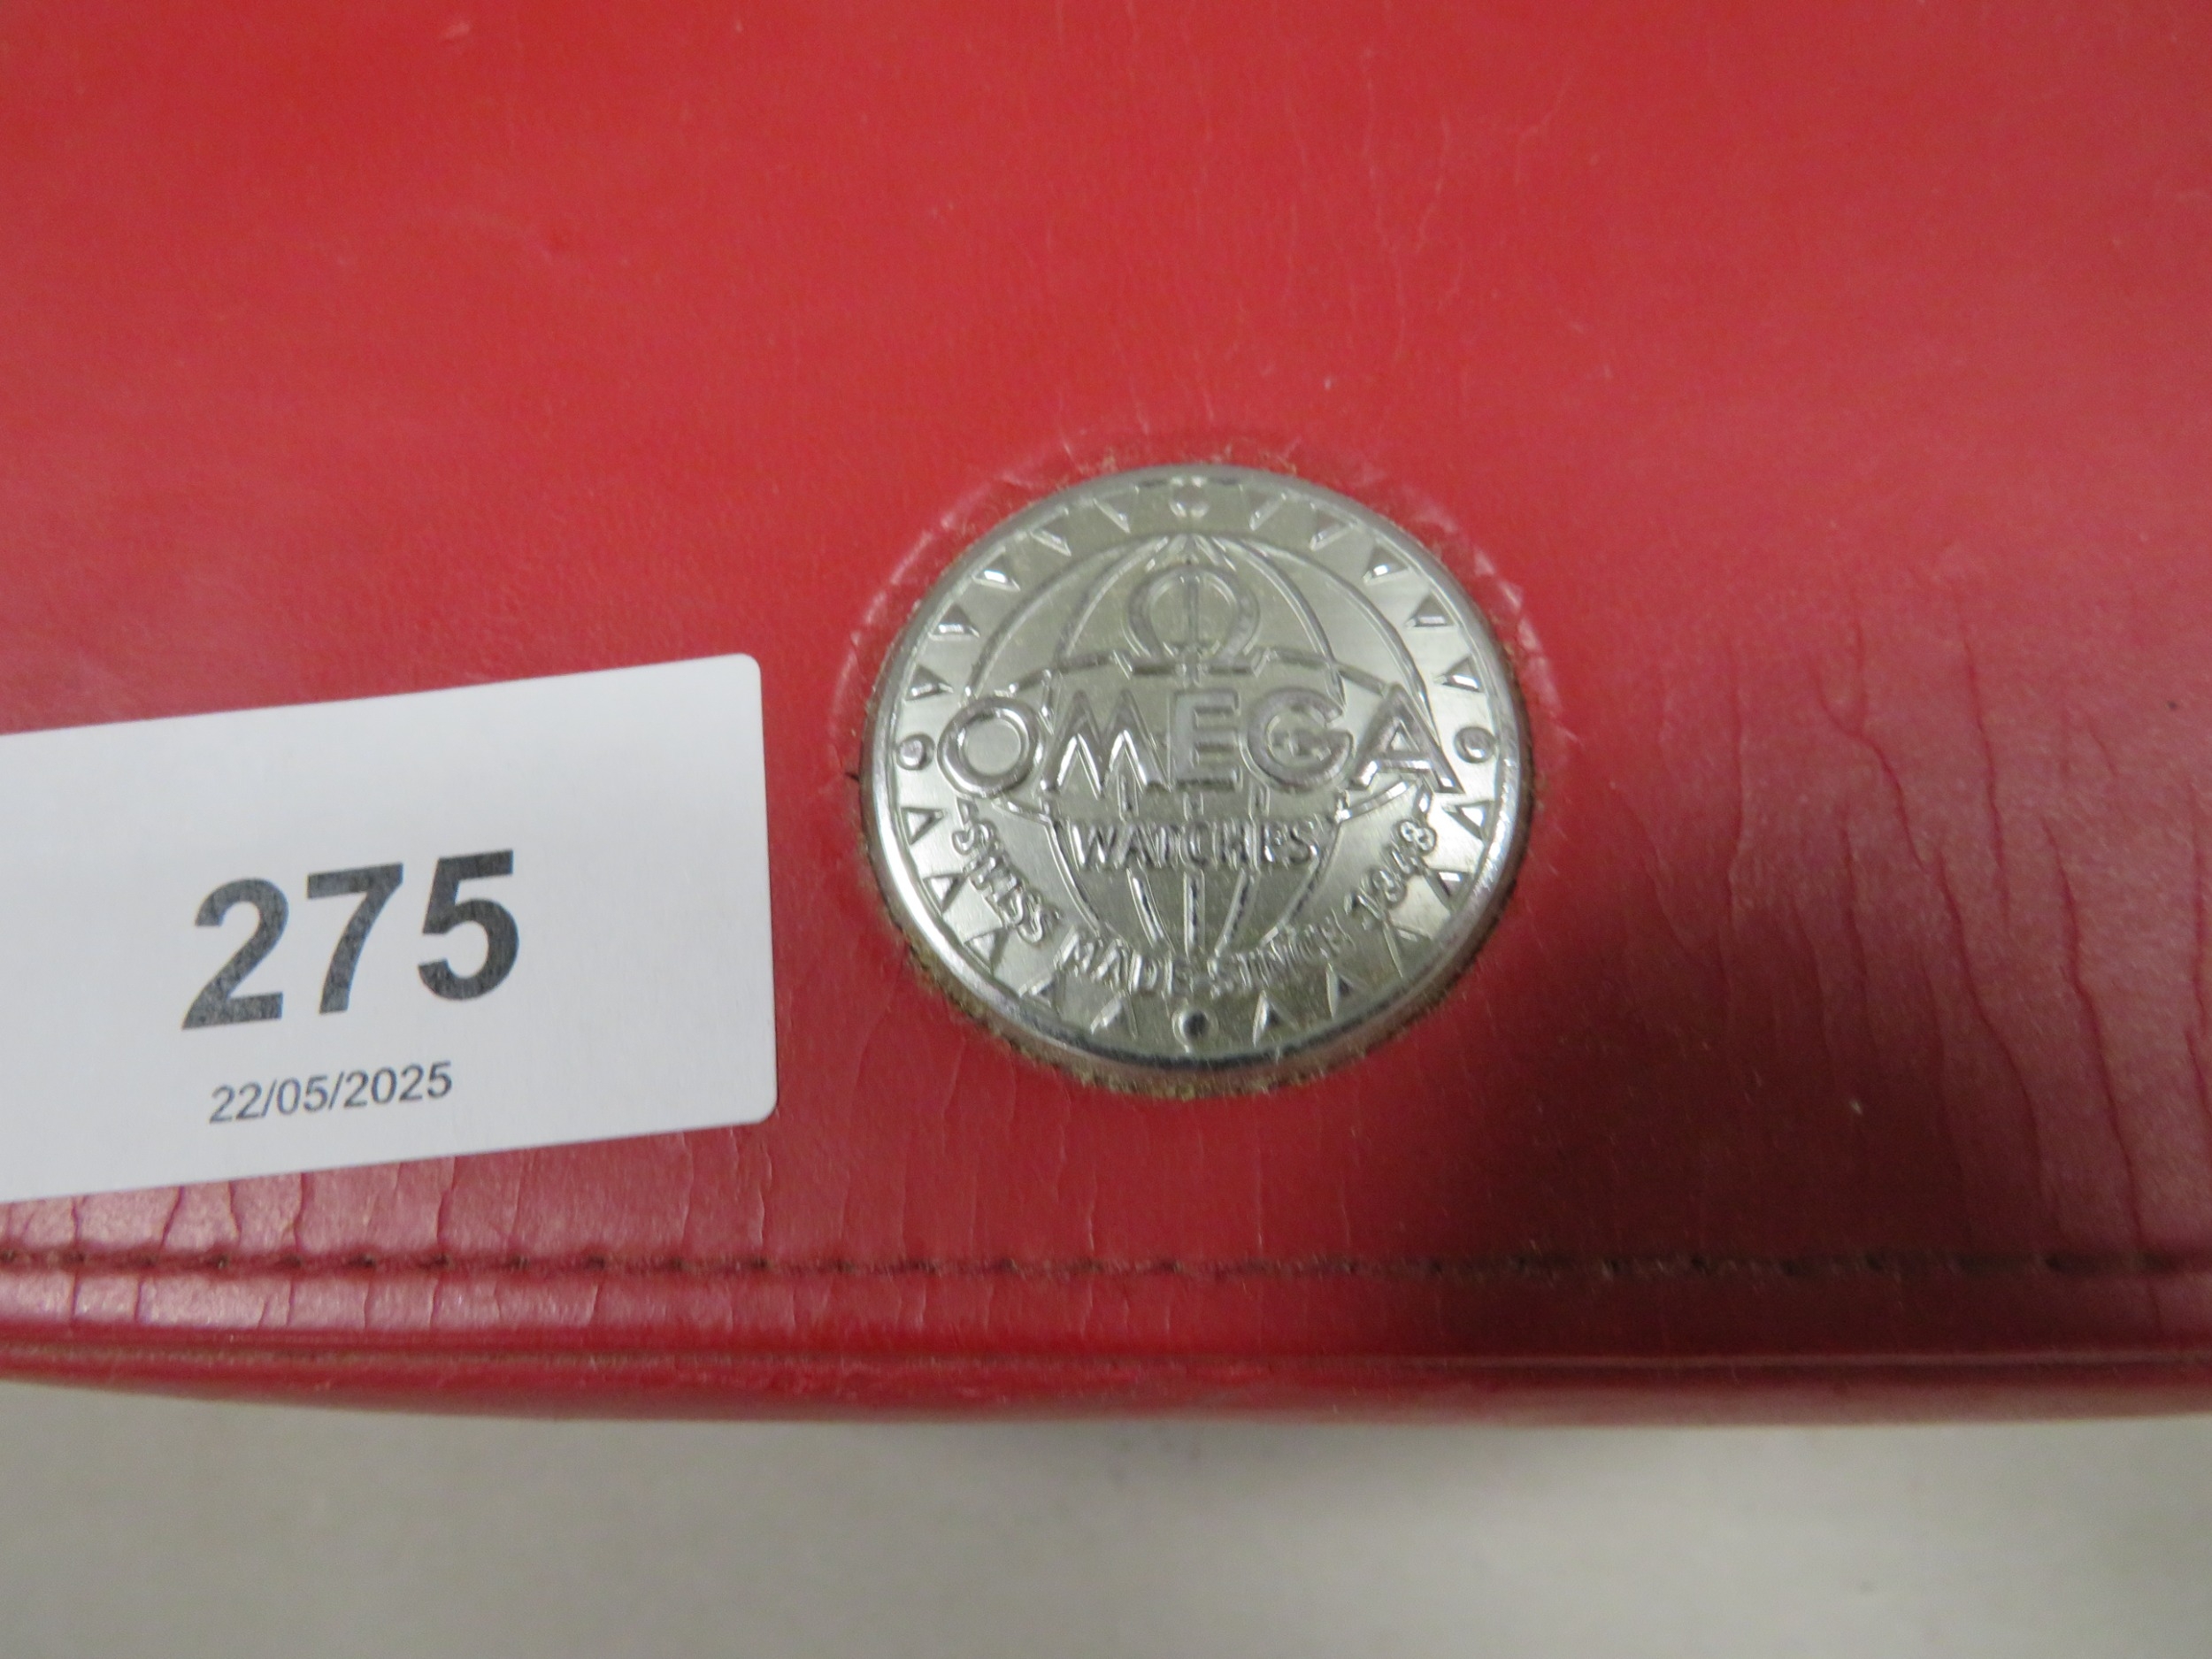 Ω
OMEGA
WATCHES
SWISS MADE SINCE 1848
275
22/05/2025